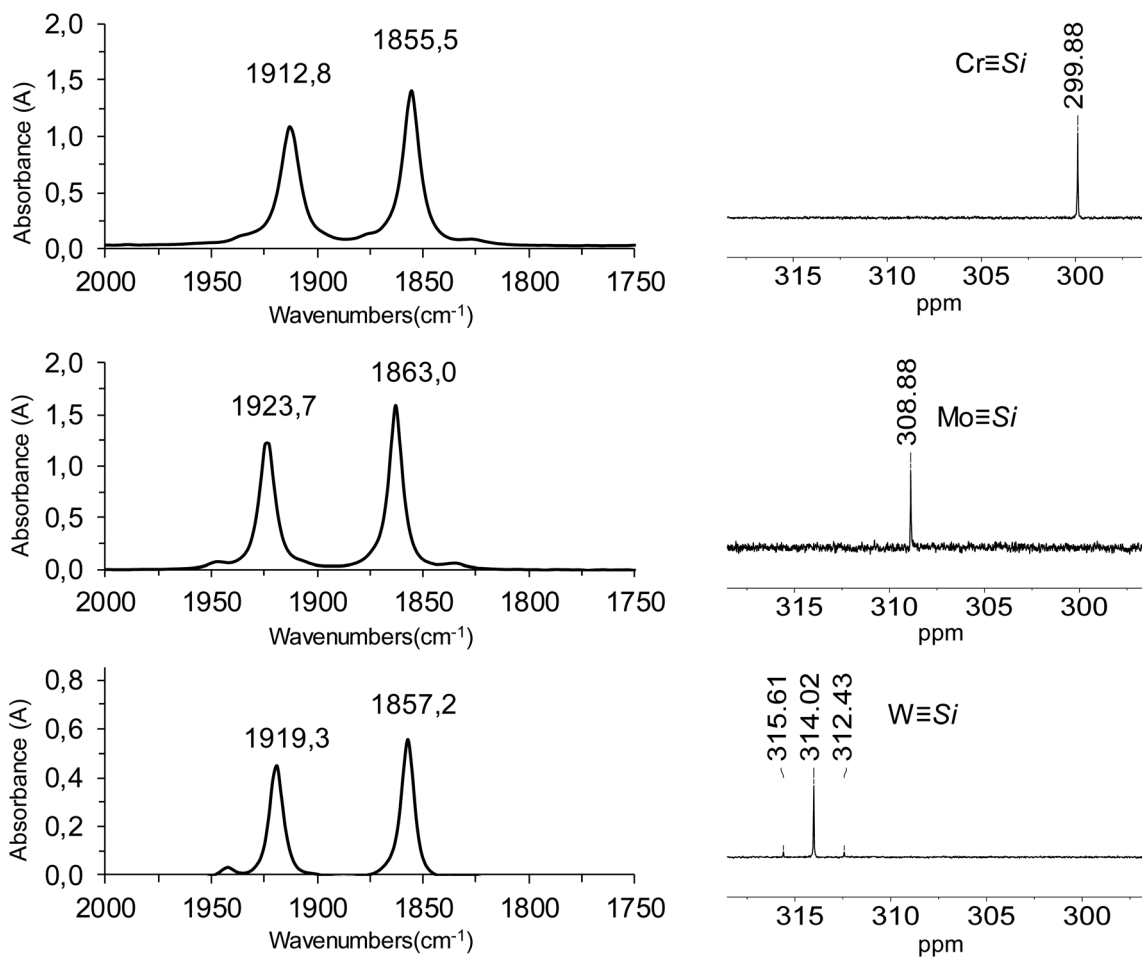 2,0
1,5
1,0
0,5
0,0
Absorbance (A)
1912,8
1855,5
2000 1950 1900 1850 1800 1750
Wavenumbers(cm-1)
Cr≡Si
299.88
315 310 305 300
ppm
2,0
1,5
1,0
0,5
0,0
Absorbance (A)
1923,7
1863,0
2000 1950 1900 1850 1800 1750
Wavenumbers(cm-1)
308.88
Mo≡Si
315 310 305 300
ppm
0,8
0,6
0,4
0,2
0,0
Absorbance (A)
1919,3
1857,2
2000 1950 1900 1850 1800 1750
Wavenumbers(cm-1)
315.61
314.02
312.43
W≡Si
315 310 305 300
ppm